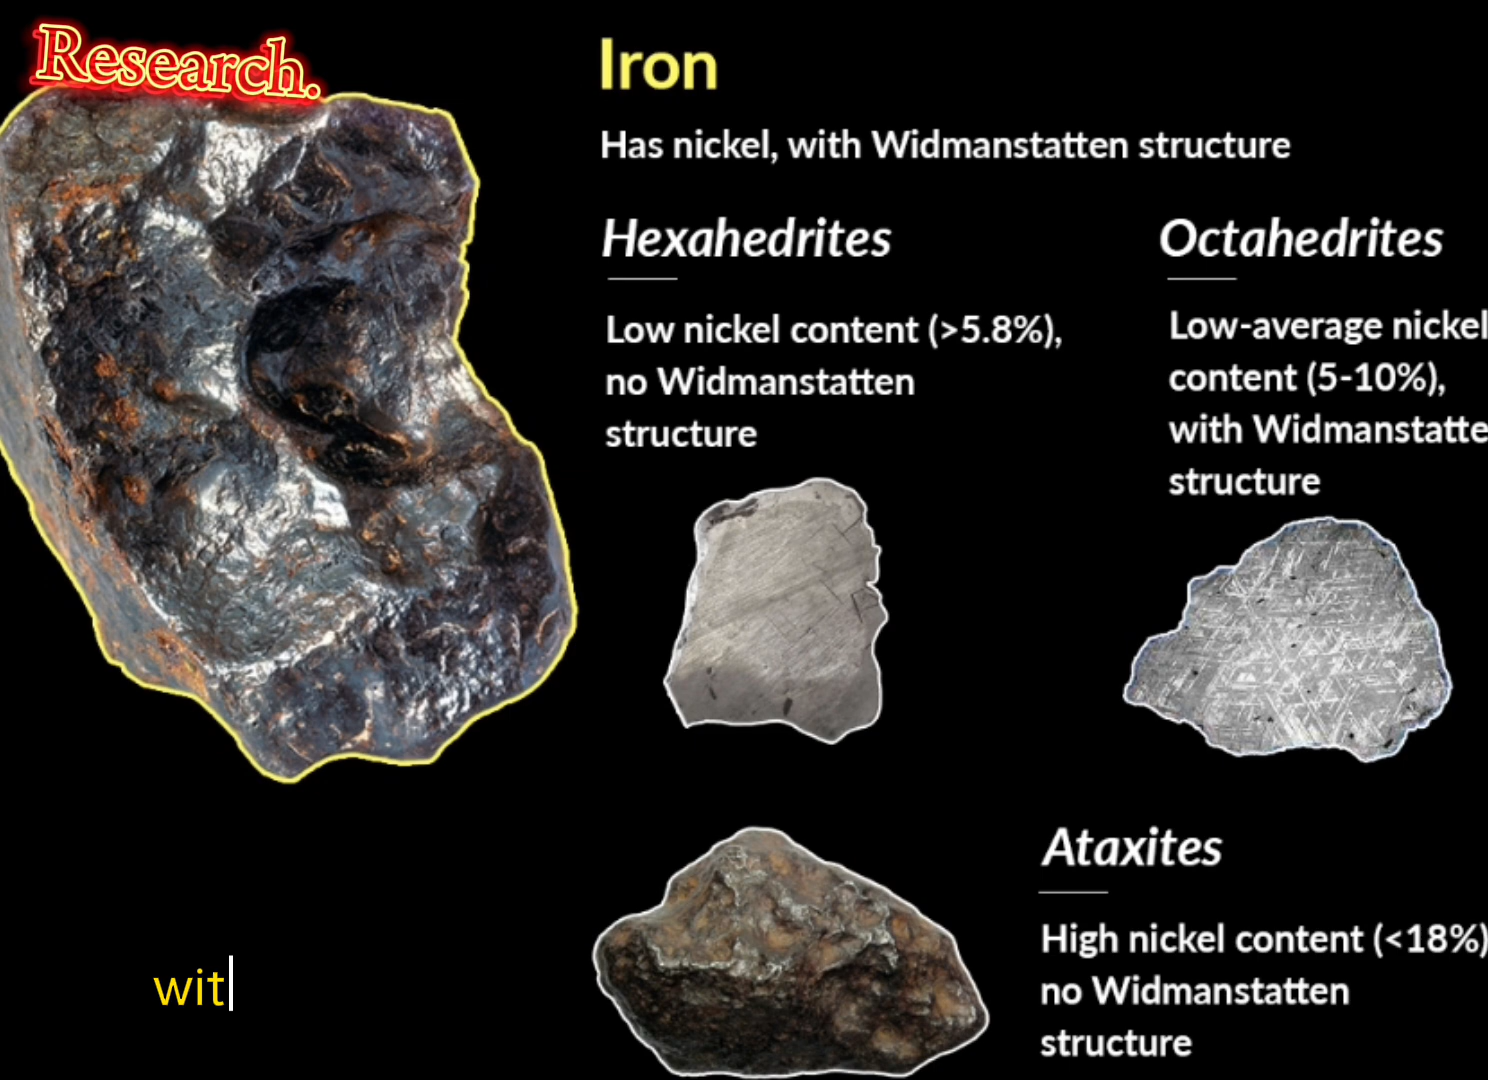 Research.
Iron
Has nickel, with Widmanstatten structure
Hexahedrites
Low nickel content (>5.8%),
no Widmanstatten
structure
Octahedrites
Low-average nickel
content (5-10%),
with Widmanstatte
structure
Ataxites
High nickel content (<18%)
no Widmanstatten
structure
wit